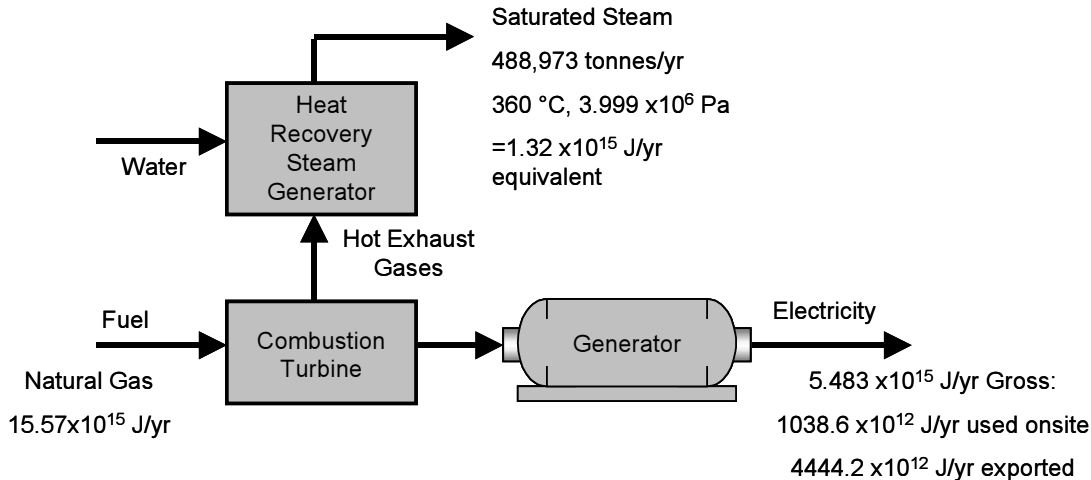 Saturated Steam
488,973 tonnes/yr
360 °C, 3.999 x10⁶ Pa
=1.32 x10¹⁵ J/yr
equivalent
Heat
Recovery
Steam
Generator
Water
Hot Exhaust
Gases
Fuel
Natural Gas
15.57x10¹⁵ J/yr
Combustion
Turbine
Generator
Electricity
5.483 x10¹⁵ J/yr Gross:
1038.6 x10¹² J/yr used onsite
4444.2 x10¹² J/yr exported